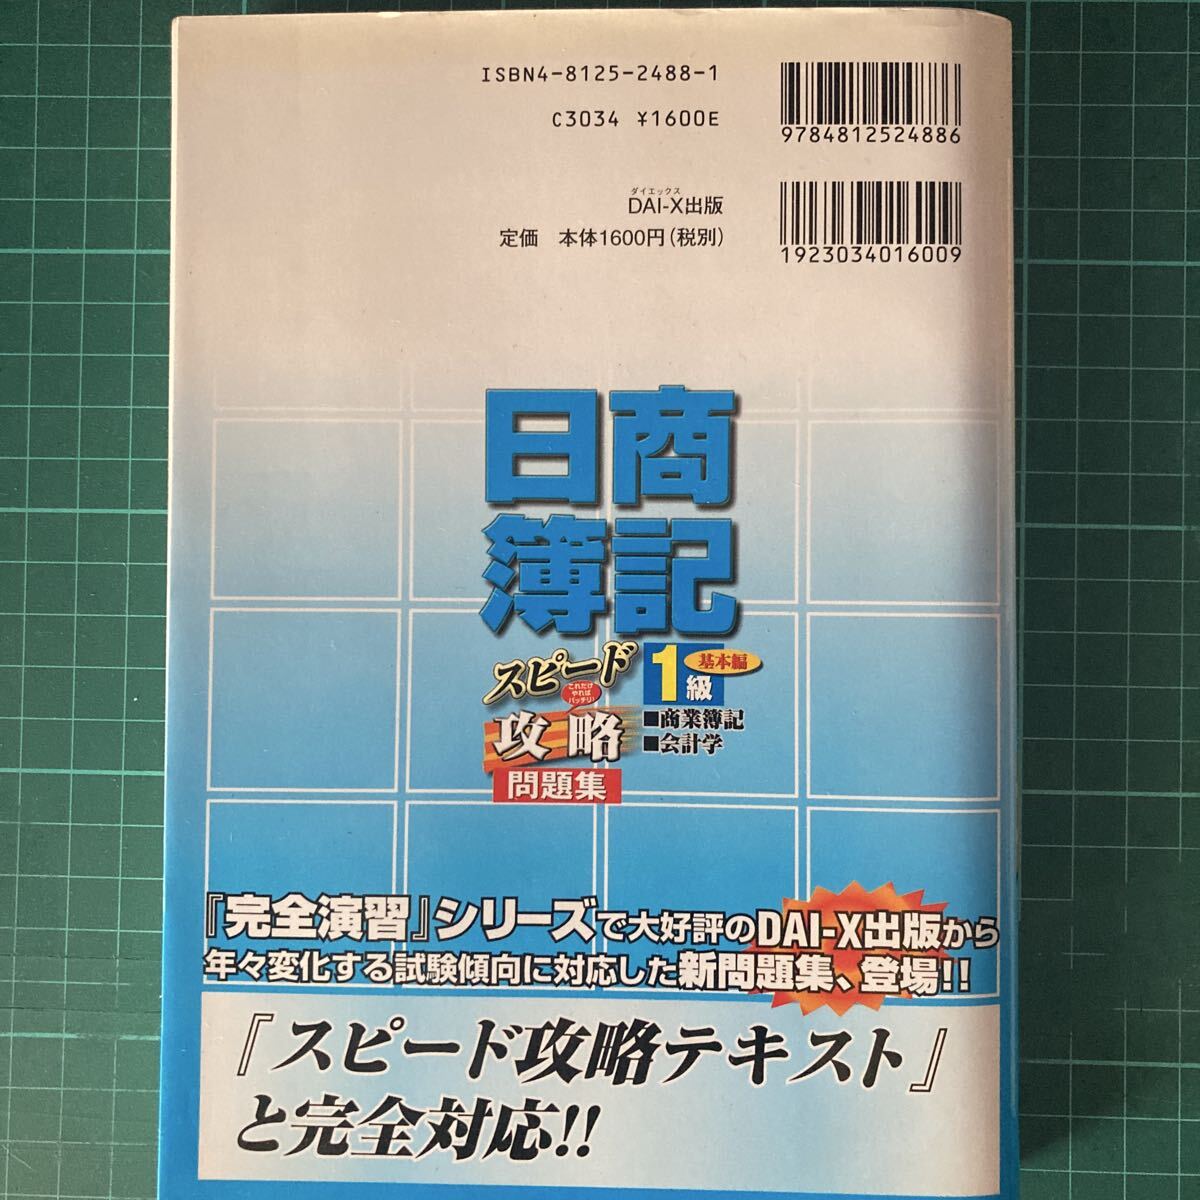 ISBN4-8125-2488-1
C3034 ¥1600E
9784812524886
ダイエックス
DAI-X出版
定価 本体1600円(税別)
1923034016009
日商
簿記
スピード
これだけ
やれば
バッチリ!
攻略
問題集
1級
基本編
■商業簿記
■会計学
『完全演習』シリーズで大好評のDAI-X出版から
年々変化する試験傾向に対応した新問題集、登場!!
『スピード攻略テキスト』
と完全対応!!